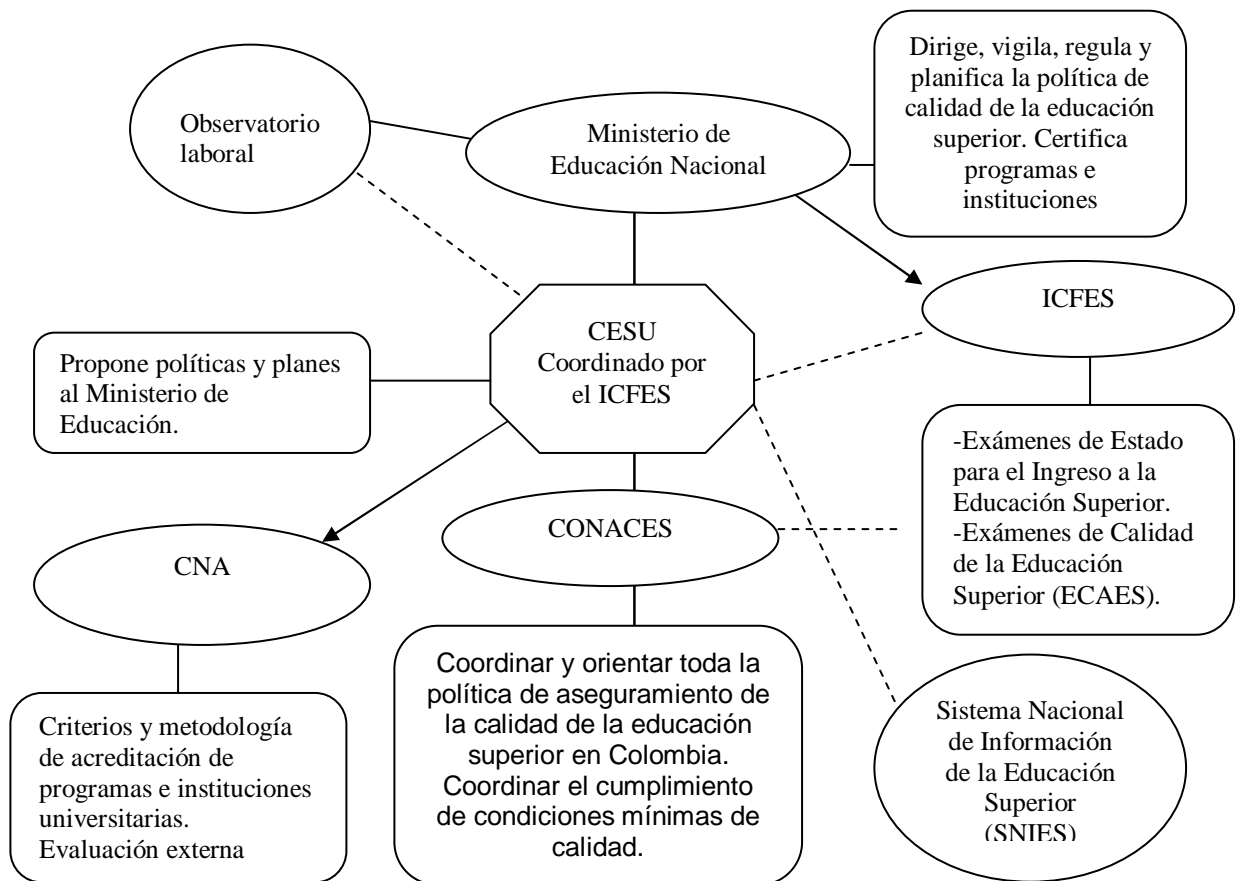 Observatorio
laboral
Ministerio de
Educación Nacional
Dirige, vigila, regula y
planifica la política de
calidad de la educación
superior. Certifica
programas e
instituciones
ICFES
CESU
Coordinado por
el ICFES
Propone políticas y planes
al Ministerio de
Educación.
-Exámenes de Estado
para el Ingreso a la
Educación Superior.
-Exámenes de Calidad
de la Educación
Superior (ECAES).
CONACES
CNA
Coordinar y orientar toda la
política de aseguramiento de
la calidad de la educación
superior en Colombia.
Coordinar el cumplimiento
de condiciones mínimas de
calidad.
Criterios y metodología
de acreditación de
programas e instituciones
universitarias.
Evaluación externa
Sistema Nacional
de Información
de la Educación
Superior
(SNIES)